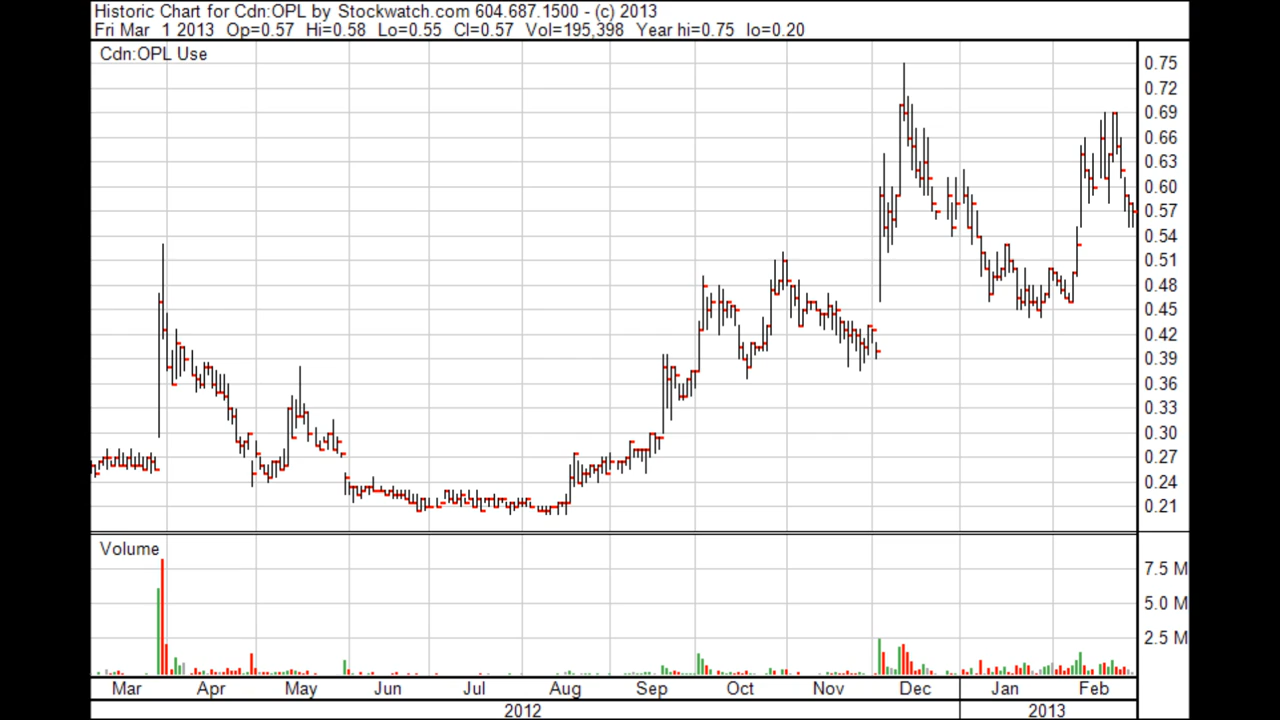 Historic Chart for Cdn:OPL by Stockwatch.com 604.687.1500 - (c) 2013
Fri Mar 1 2013 Op=0.57 Hi=0.58 Lo=0.55 Cl=0.57 Vol=195,398 Year hi=0.75 lo=0.20
Cdn:OPL Use
0.75
0.72
0.69
0.66
0.63
0.60
0.57
0.54
0.51
0.48
0.45
0.42
0.39
0.36
0.33
0.30
0.27
0.24
0.21
Volume
7.5 M
5.0 M
2.5 M
Mar Apr May Jun Jul Aug Sep Oct Nov Dec Jan Feb
2012 2013